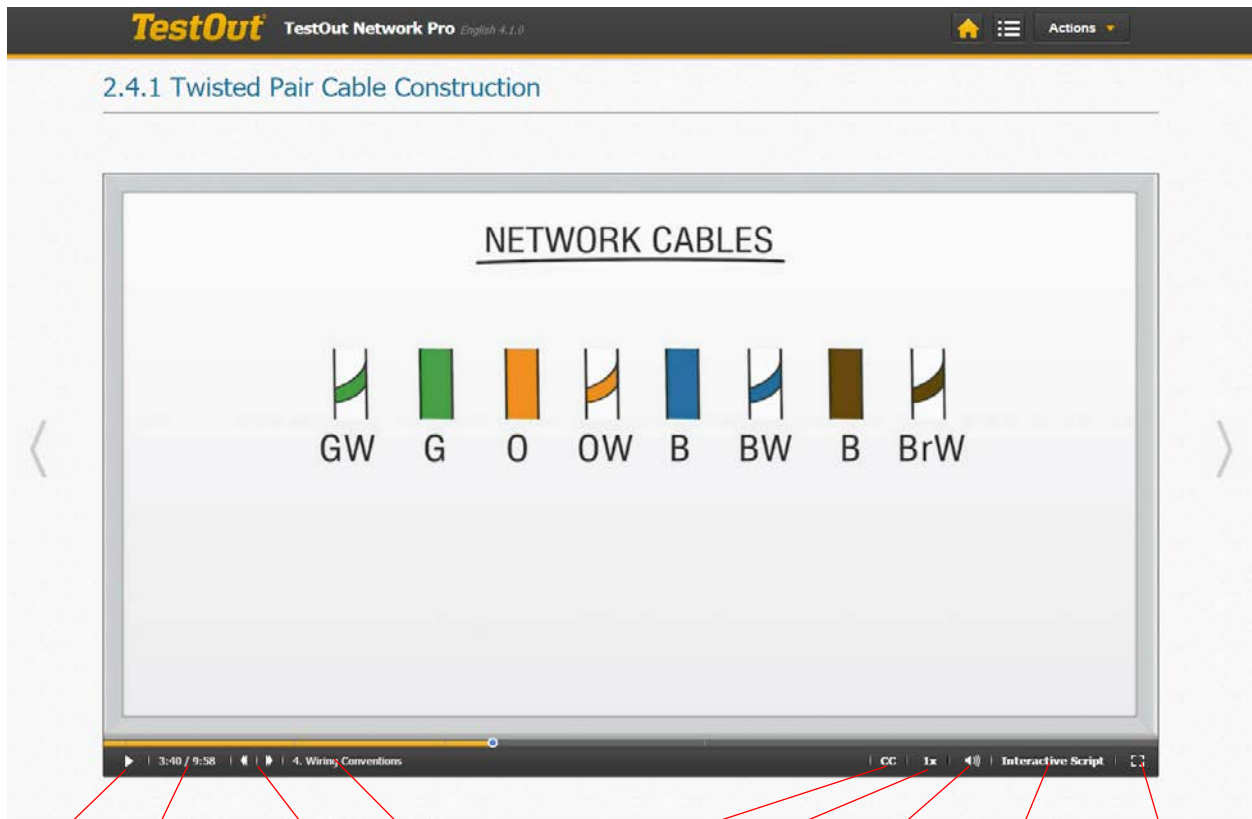 TestOut TestOut Network Pro English 4.1.0 Actions
2.4.1 Twisted Pair Cable Construction
NETWORK CABLES
GW G O OW B BW B BrW
3:40 / 9:58 4. Wiring Conventions CC 1x Interactive Script